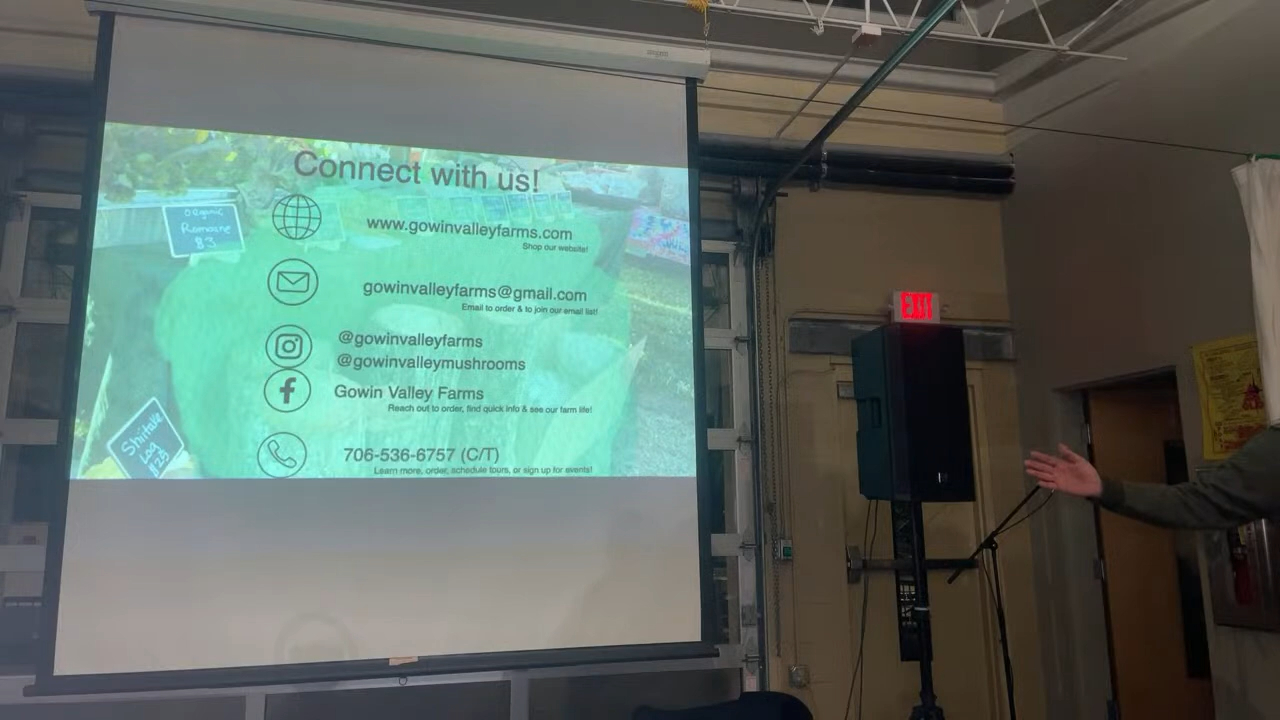 Connect with us!
www.gowinvalleyfarms.com
Shop our website!
gowinvalleyfarms@gmail.com
Email to order & to join our email list!
@gowinvalleyfarms
@gowinvalleymushrooms
Gowin Valley Farms
Reach out to order, find quick info & see our farm life!
706-536-6757 (C/T)
Learn more, order, schedule tours, or sign up for events!
Organic
Romaine
$3
Shiitake
Log
$25
EXIT